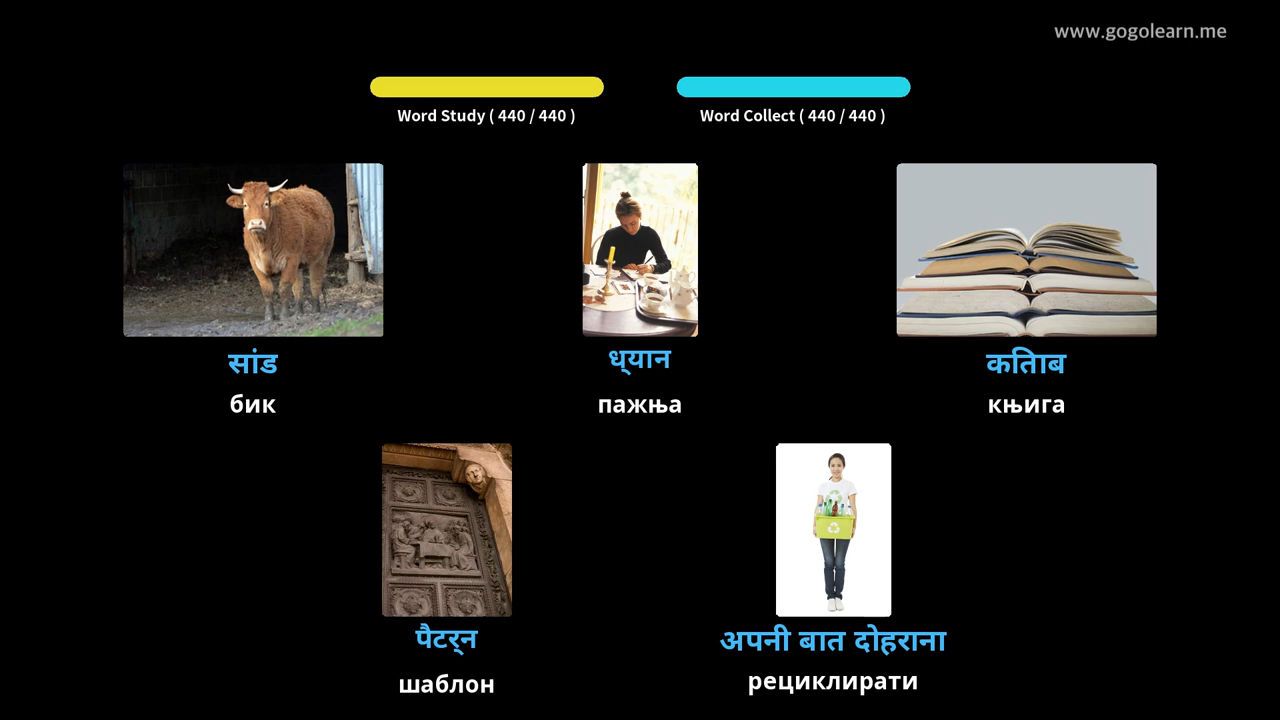 www.gogolearn.me
Word Study ( 440 / 440 )
Word Collect ( 440 / 440 )
सांड
ध्यान
किताब
бик
пажња
књига
पैटर्न
अपनी बात दोहराना
шаблон
рециклирати